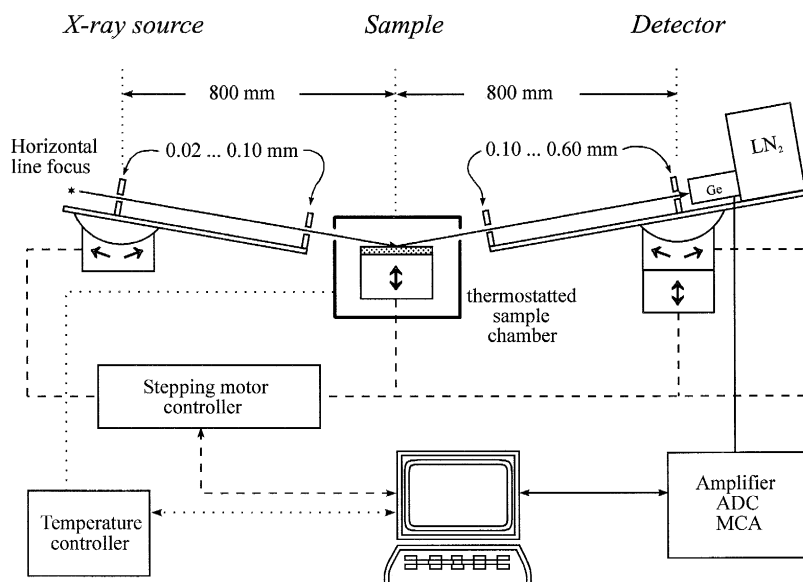 X-ray source
Sample
Detector
800 mm
800 mm
Horizontal
line focus
0.02 ... 0.10 mm
0.10 ... 0.60 mm
LN₂
Ge
thermostatted
sample
chamber
Stepping motor
controller
Temperature
controller
Amplifier
ADC
MCA